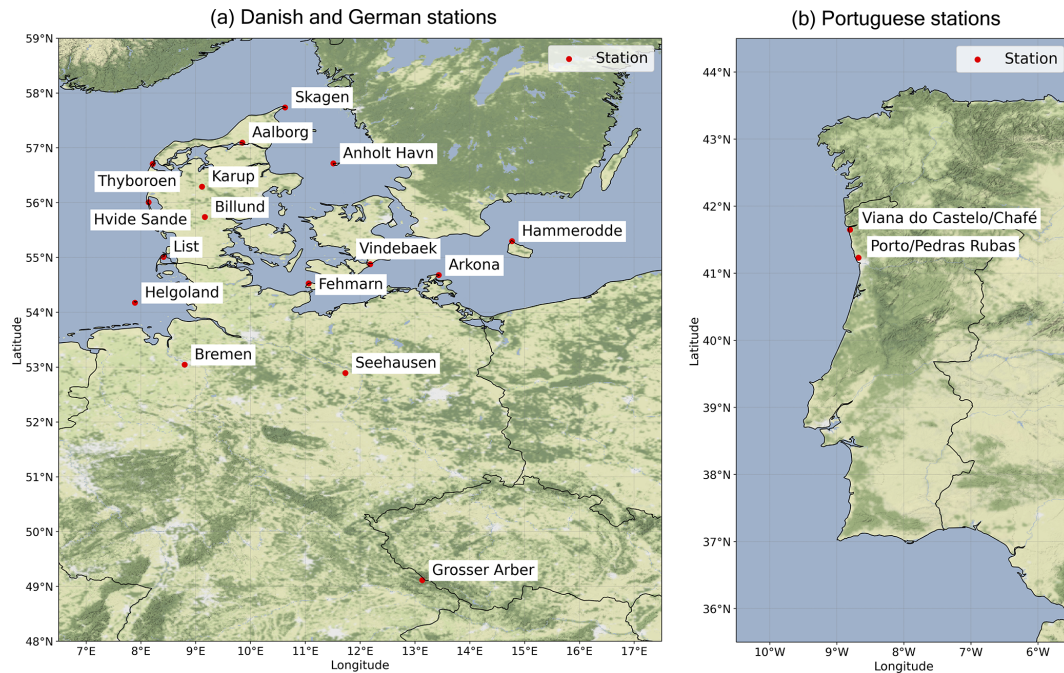 (a) Danish and German stations
59°N
58°N
57°N
56°N
55°N
54°N
53°N
52°N
51°N
50°N
49°N
48°N
Latitude
Station
Skagen
Aalborg
Anholt Havn
Thyboroen
Karup
Hvide Sande
Billund
List
Vindebaek
Hammerodde
Arkona
Helgoland
Fehmarn
Bremen
Seehausen
Grosser Arber
7°E 8°E 9°E 10°E 11°E 12°E 13°E 14°E 15°E 16°E 17°E
Longitude
(b) Portuguese stations
44°N
43°N
42°N
41°N
40°N
39°N
38°N
37°N
36°N
Latitude
Station
Viana do Castelo/Chafé
Porto/Pedras Rubas
10°W 9°W 8°W 7°W 6°W
Longitude